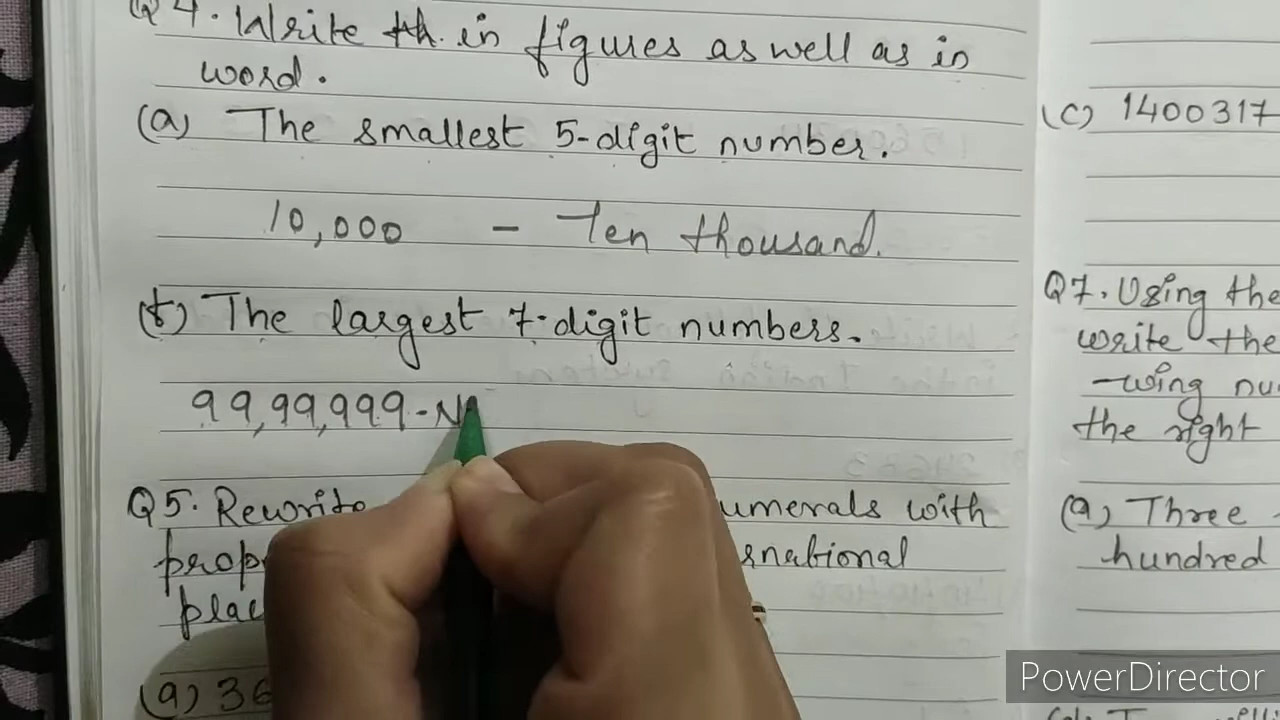 Q4. Write th. in figures as well as in
word.
(a) The smallest 5-digit number.
10,000 - Ten thousand.
(b) The largest 7-digit numbers.
99,99,999 - N
Q5. Rewrite umerals with
prop rnational
plac
(a) 36
(c) 1400317
Q7. Using the
write the
-wing nu
the right
(a) Three
hundred
PowerDirector